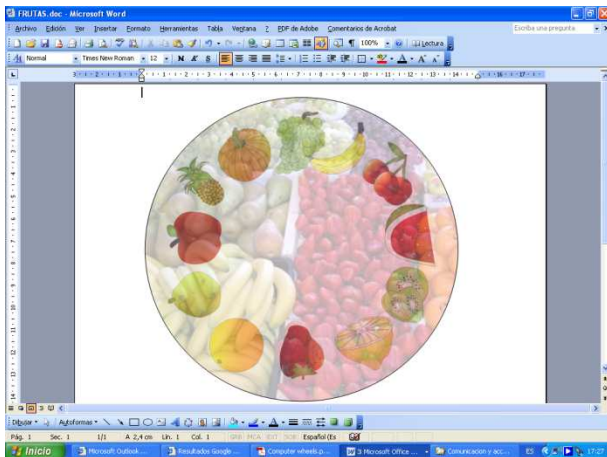 FRUTAS.doc - Microsoft Word
Archivo Edición Ver Insertar Formato Herramientas Tabla Ventana ? PDF de Adobe Comentarios de Acrobat Escriba una pregunta
100% Lectura
Normal Times New Roman 12 N K S
Dibujar Autoformas
Pág. 1 Sec. 1 1/1 A 2,4 cm Lín. 1 Col. 1 GRB MCA EXT SOB Español (Es
Inicio Microsoft Outlook ... Resultados Google ... Computer wheels.p... 3 Microsoft Office ... Comunicacion y acc... ES 17:27